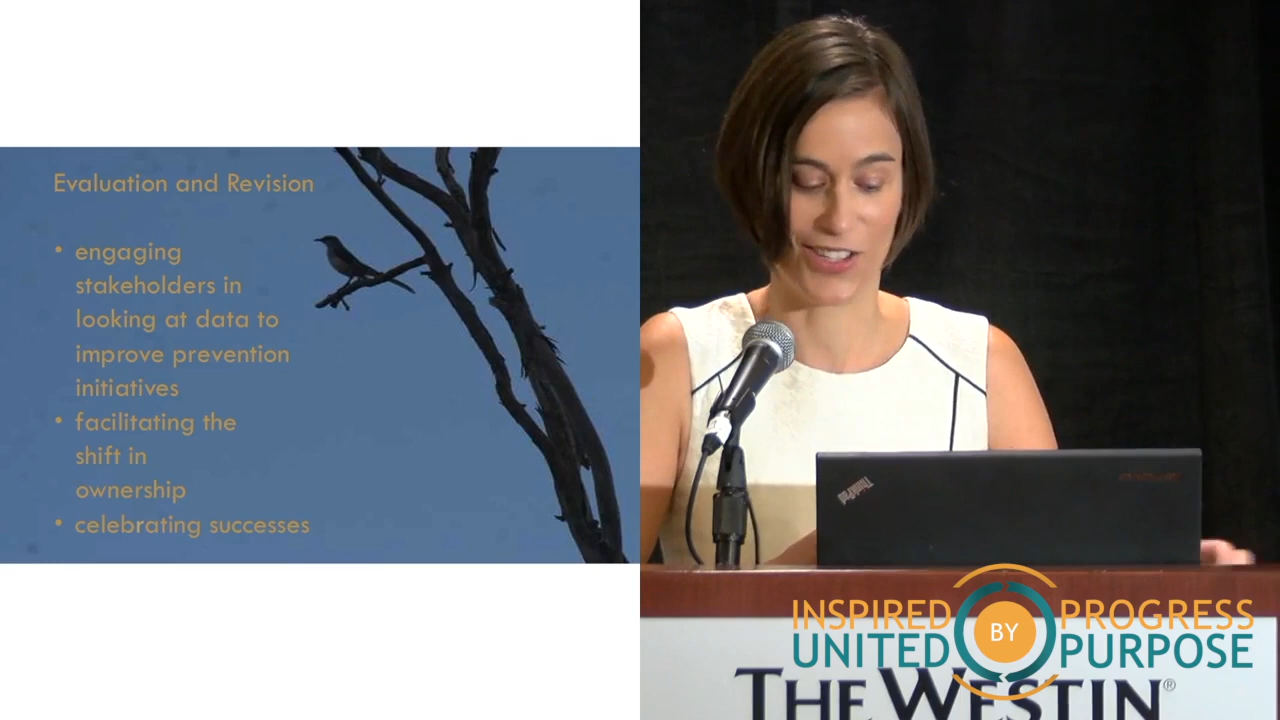 Evaluation and Revision
• engaging
stakeholders in
looking at data to
improve prevention
initiatives
• facilitating the
shift in
ownership
• celebrating successes
ThinkPad
INSPIRED BY PROGRESS
UNITED PURPOSE
THE WESTIN®